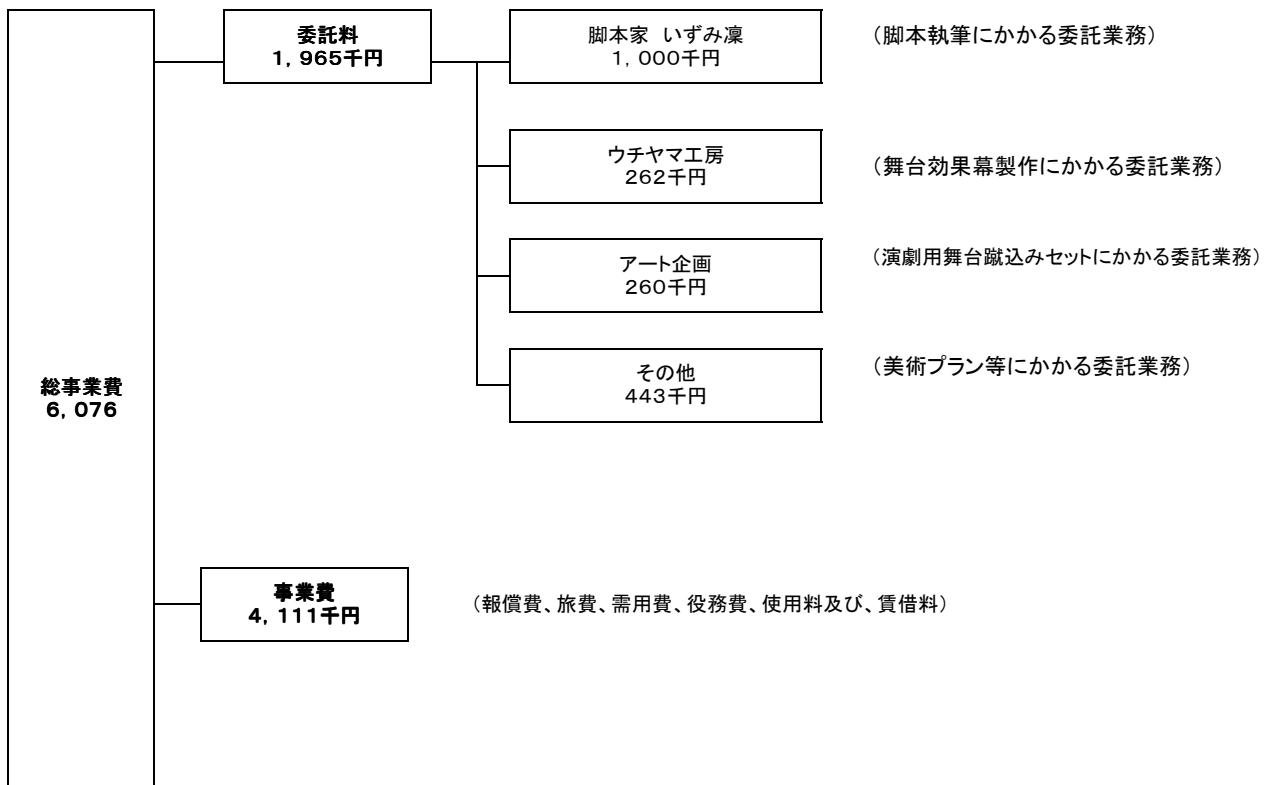 委託料
1，965千円
脚本家　いずみ凜
1，000千円
（脚本執筆にかかる委託業務）
ウチヤマ工房
262千円
（舞台効果幕製作にかかる委託業務）
アート企画
260千円
（演劇用舞台蹴込みセットにかかる委託業務）
その他
443千円
（美術プラン等にかかる委託業務）
総事業費
6，076
事業費
4，111千円
（報償費、旅費、需用費、役務費、使用料及び、賃借料）